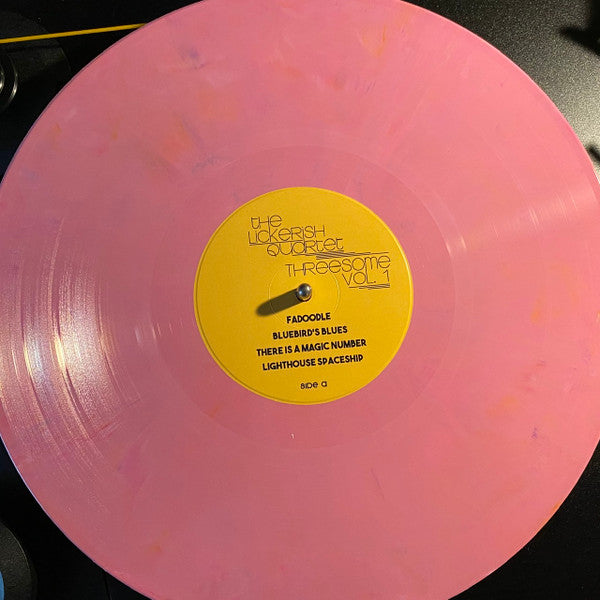 the
LICKERISH
QUARTET
THREESOME
VOL. 1
FADOODLE
BLUEBIRD'S BLUES
THERE IS A MAGIC NUMBER
LIGHTHOUSE SPACESHIP
side a